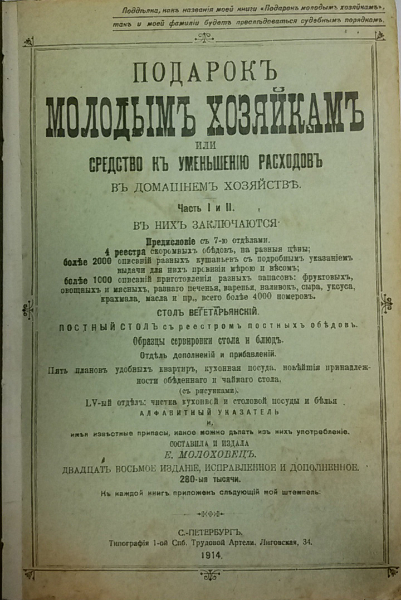 Поддѣлка, какъ названія моей книги «Подарокъ молодымъ хозяйкамъ»,
такъ и моей фамиліи будетъ преслѣдоваться судебнымъ порядкомъ.
ПОДАРОКЪ
МОЛОДЫМЪ ХОЗЯЙКАМЪ
ИЛИ
СРЕДСТВО КЪ УМЕНЬШЕНІЮ РАСХОДОВЪ
ВЪ ДОМАШНЕМЪ ХОЗЯЙСТВѢ.
Часть I и II.
ВЪ НИХЪ ЗАКЛЮЧАЮТСЯ:
Предисловіе съ 7-ю отдѣлами.
4 реестра скоромныхъ обѣдовъ, на разныя цѣны;
болѣе 2000 описаній разныхъ кушаньевъ съ подробнымъ указаніемъ
выдачи для нихъ провизіи мѣрою и вѣсомъ;
болѣе 1000 описаній приготовленія разныхъ запасовъ: фруктовыхъ,
овощныхъ и мясныхъ, разнаго печенья, варенья, наливокъ, сыра, уксуса,
крахмала, масла и пр., всего болѣе 4000 номеровъ.
СТОЛЪ ВЕГЕТАРЬЯНСКІЙ.
ПОСТНЫЙ СТОЛЪ съ реестромъ постныхъ обѣдовъ.
Образцы сервировки стола и блюдъ.
Отдѣлъ дополненій и прибавленій.
Пять плановъ удобныхъ квартиръ, кухонная посуда, новѣйшія принадлеж-
ности обѣденнаго и чайнаго стола,
(съ рисунками).
LV-ый отдѣлъ: чистка кухонной и столовой посуды и бѣлья
АЛФАВИТНЫЙ УКАЗАТЕЛЬ
и,
имѣя извѣстные припасы, какое можно дѣлать изъ нихъ употребленіе.
СОСТАВИЛА И ИЗДАЛА
Е. МОЛОХОВЕЦЪ.
ДВАДЦАТЬ ВОСЬМОЕ ИЗДАНІЕ, ИСПРАВЛЕННОЕ И ДОПОЛНЕННОЕ.
280-ыя тысячи.
Къ каждой книгѣ приложенъ слѣдующій мой штемпель.
С.-ПЕТЕРБУРГЪ,
Типографія 1-ой Спб. Трудовой Артели. Лиговская, 34.
1914.